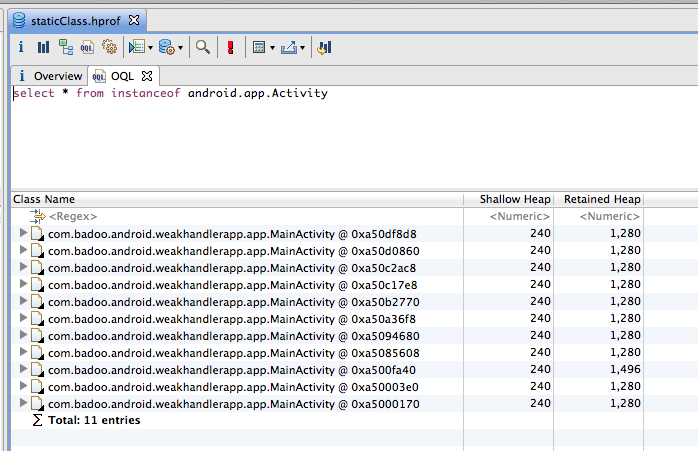 staticClass.hprof
i OQL
i Overview OQL
select * from instanceof android.app.Activity
Class Name Shallow Heap Retained Heap
<Regex> <Numeric> <Numeric>
com.badoo.android.weakhandlerapp.app.MainActivity @ 0xa50df8d8 240 1,280
com.badoo.android.weakhandlerapp.app.MainActivity @ 0xa50d0860 240 1,280
com.badoo.android.weakhandlerapp.app.MainActivity @ 0xa50c2ac8 240 1,280
com.badoo.android.weakhandlerapp.app.MainActivity @ 0xa50c17e8 240 1,280
com.badoo.android.weakhandlerapp.app.MainActivity @ 0xa50b2770 240 1,280
com.badoo.android.weakhandlerapp.app.MainActivity @ 0xa50a36f8 240 1,280
com.badoo.android.weakhandlerapp.app.MainActivity @ 0xa5094680 240 1,280
com.badoo.android.weakhandlerapp.app.MainActivity @ 0xa5085608 240 1,280
com.badoo.android.weakhandlerapp.app.MainActivity @ 0xa500fa40 240 1,496
com.badoo.android.weakhandlerapp.app.MainActivity @ 0xa50003e0 240 1,280
com.badoo.android.weakhandlerapp.app.MainActivity @ 0xa5000170 240 1,280
Σ Total: 11 entries